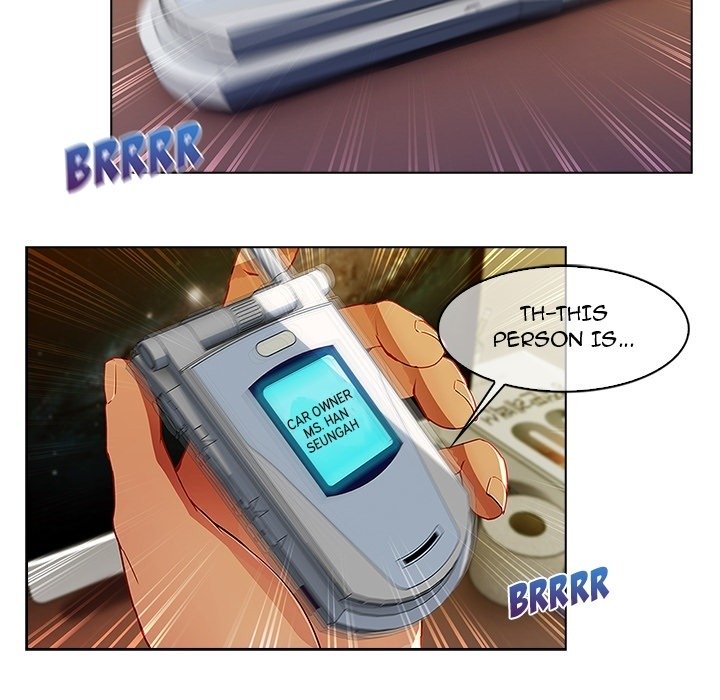 BRRRR
TH-THIS
PERSON IS...
CAR OWNER
MS. HAN
SEUNGAH
BRRRR